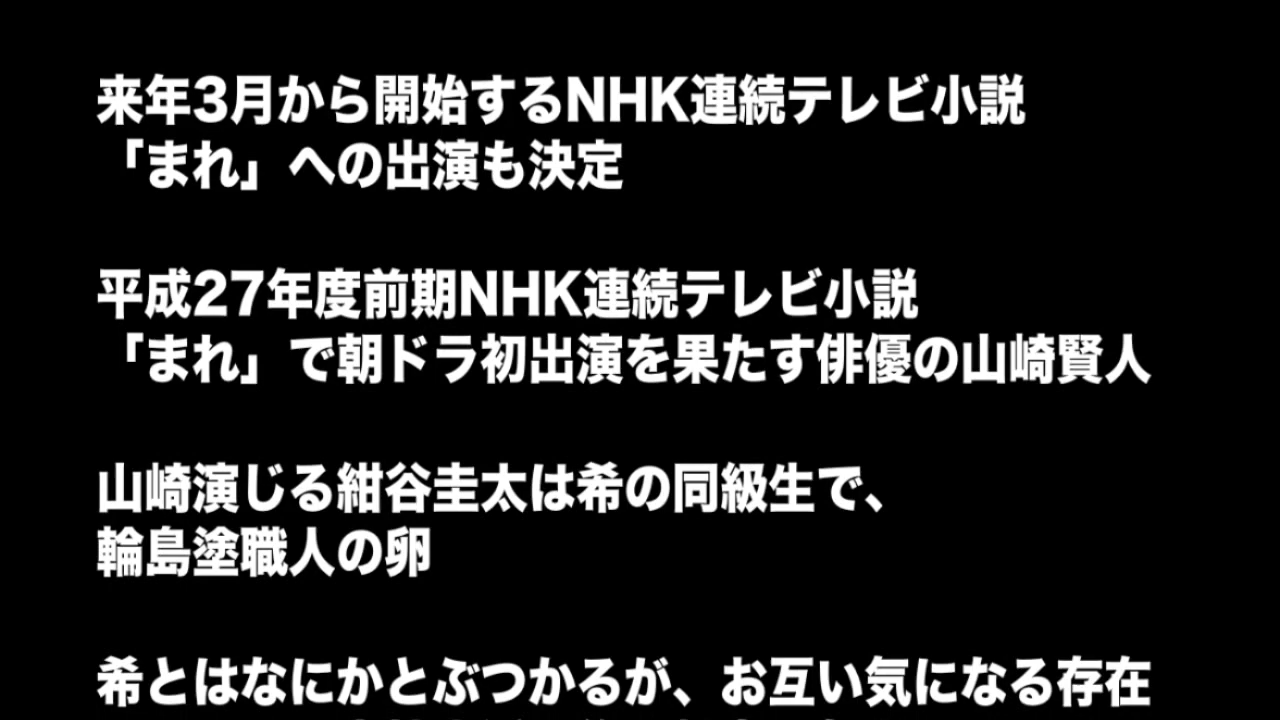 来年3月から開始するNHK連続テレビ小説
「まれ」への出演も決定
平成27年度前期NHK連続テレビ小説
「まれ」で朝ドラ初出演を果たす俳優の山崎賢人
山崎演じる紺谷圭太は希の同級生で、
輪島塗職人の卵
希とはなにかとぶつかるが、お互い気になる存在